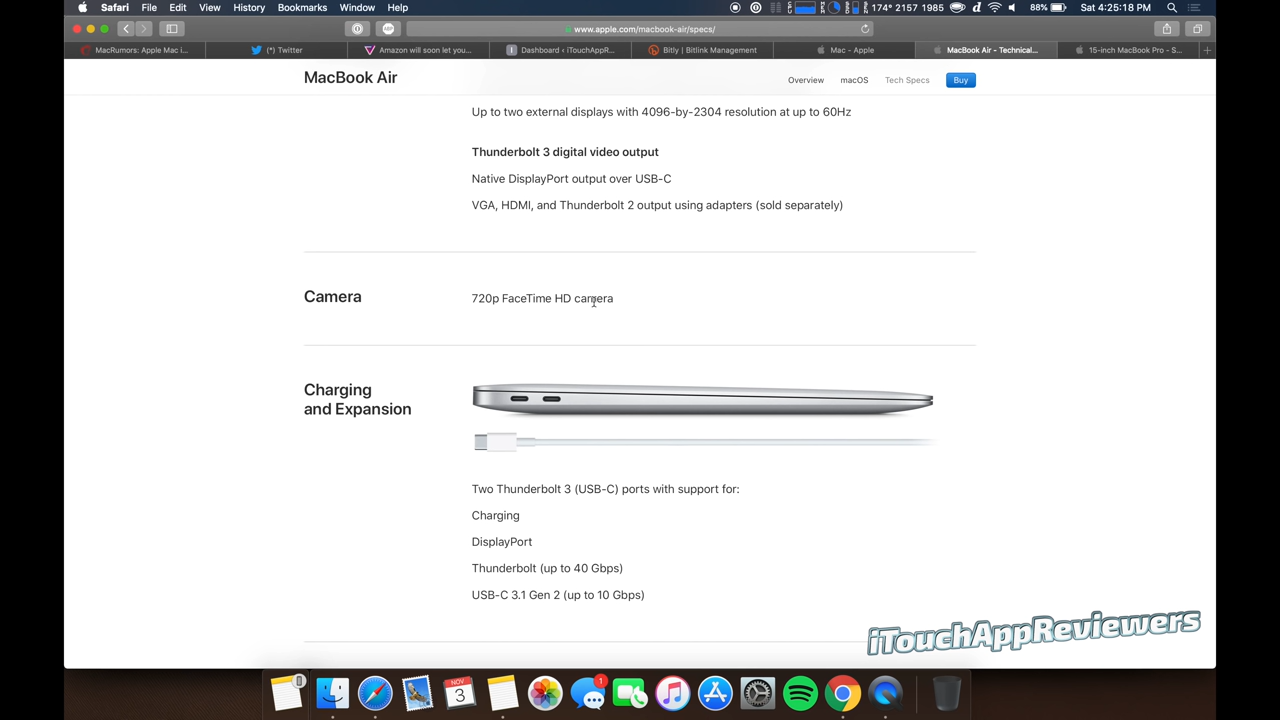 Safari File Edit View History Bookmarks Window Help
174° 2157 1985 88% Sat 4:25:18 PM
www.apple.com/macbook-air/specs/
MacRumors: Apple Mac i... (*) Twitter Amazon will soon let you... Dashboard ‹ iTouchAppR... Bitly | Bitlink Management Mac - Apple MacBook Air - Technical... 15-inch MacBook Pro - S...
MacBook Air Overview macOS Tech Specs Buy
Up to two external displays with 4096-by-2304 resolution at up to 60Hz
Thunderbolt 3 digital video output
Native DisplayPort output over USB-C
VGA, HDMI, and Thunderbolt 2 output using adapters (sold separately)
Camera 720p FaceTime HD camera
Charging
and Expansion
Two Thunderbolt 3 (USB-C) ports with support for:
Charging
DisplayPort
Thunderbolt (up to 40 Gbps)
USB-C 3.1 Gen 2 (up to 10 Gbps)
iTouchAppReviewers
NOV
3
1